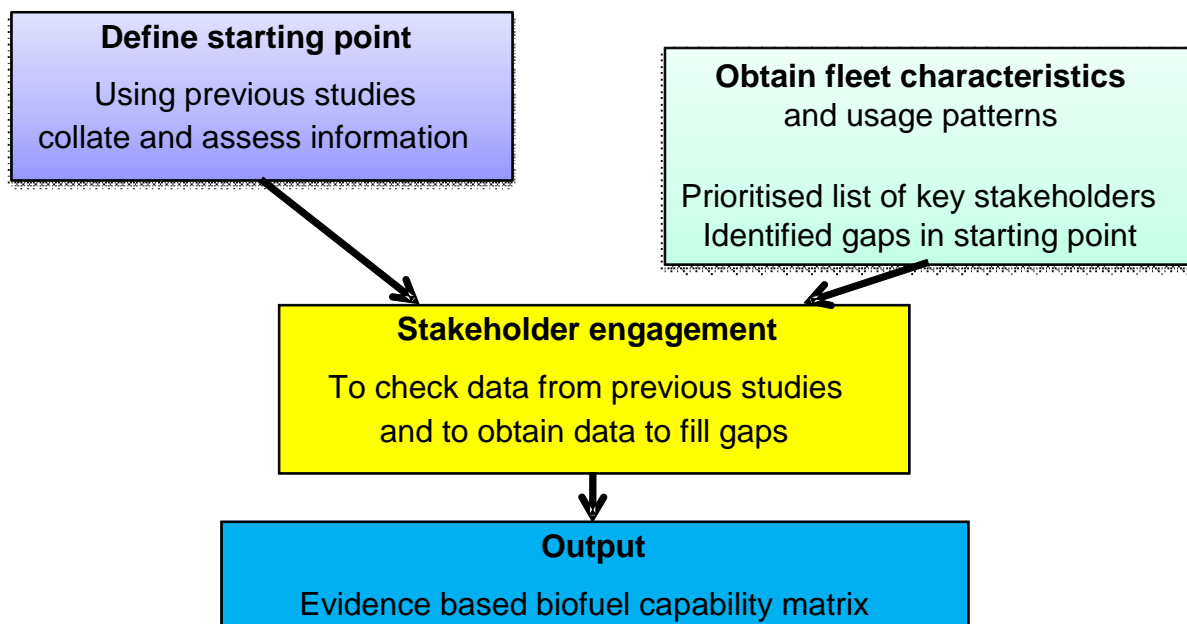 Define starting point
Using previous studies
collate and assess information
Obtain fleet characteristics
and usage patterns
Prioritised list of key stakeholders
Identified gaps in starting point
Stakeholder engagement
To check data from previous studies
and to obtain data to fill gaps
Output
Evidence based biofuel capability matrix